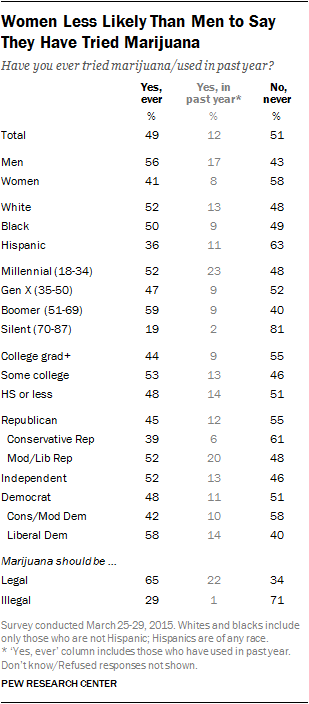 Women Less Likely Than Men to Say
They Have Tried Marijuana
Have you ever tried marijuana/used in past year?
Yes, ever Yes, in past year* No, never
% % %
Total 49 12 51
Men 56 17 43
Women 41 8 58
White 52 13 48
Black 50 9 49
Hispanic 36 11 63
Millennial (18-34) 52 23 48
Gen X (35-50) 47 9 52
Boomer (51-69) 59 9 40
Silent (70-87) 19 2 81
College grad+ 44 9 55
Some college 53 13 46
HS or less 48 14 51
Republican 45 12 55
Conservative Rep 39 6 61
Mod/Lib Rep 52 20 48
Independent 52 13 46
Democrat 48 11 51
Cons/Mod Dem 42 10 58
Liberal Dem 58 14 40
Marijuana should be ...
Legal 65 22 34
Illegal 29 1 71
Survey conducted March 25-29, 2015. Whites and blacks include
only those who are not Hispanic; Hispanics are of any race.
* ‘Yes, ever’ column includes those who have used in past year.
Don’t know/Refused responses not shown.
PEW RESEARCH CENTER